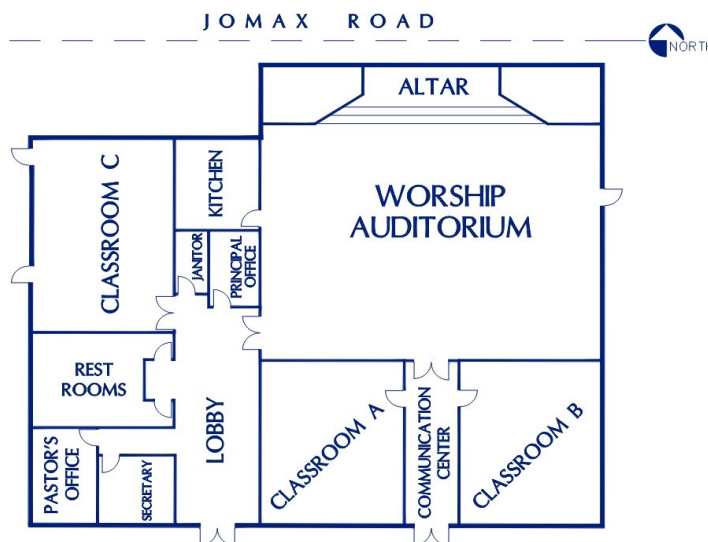 JOMAX ROAD
NORTH
ALTAR
WORSHIP
AUDITORIUM
CLASSROOM C
KITCHEN
JANITOR
PRINCIPAL
OFFICE
REST
ROOMS
LOBBY
PASTOR'S
OFFICE
SECRETARY
CLASSROOM A
COMMUNICATION
CENTER
CLASSROOM B